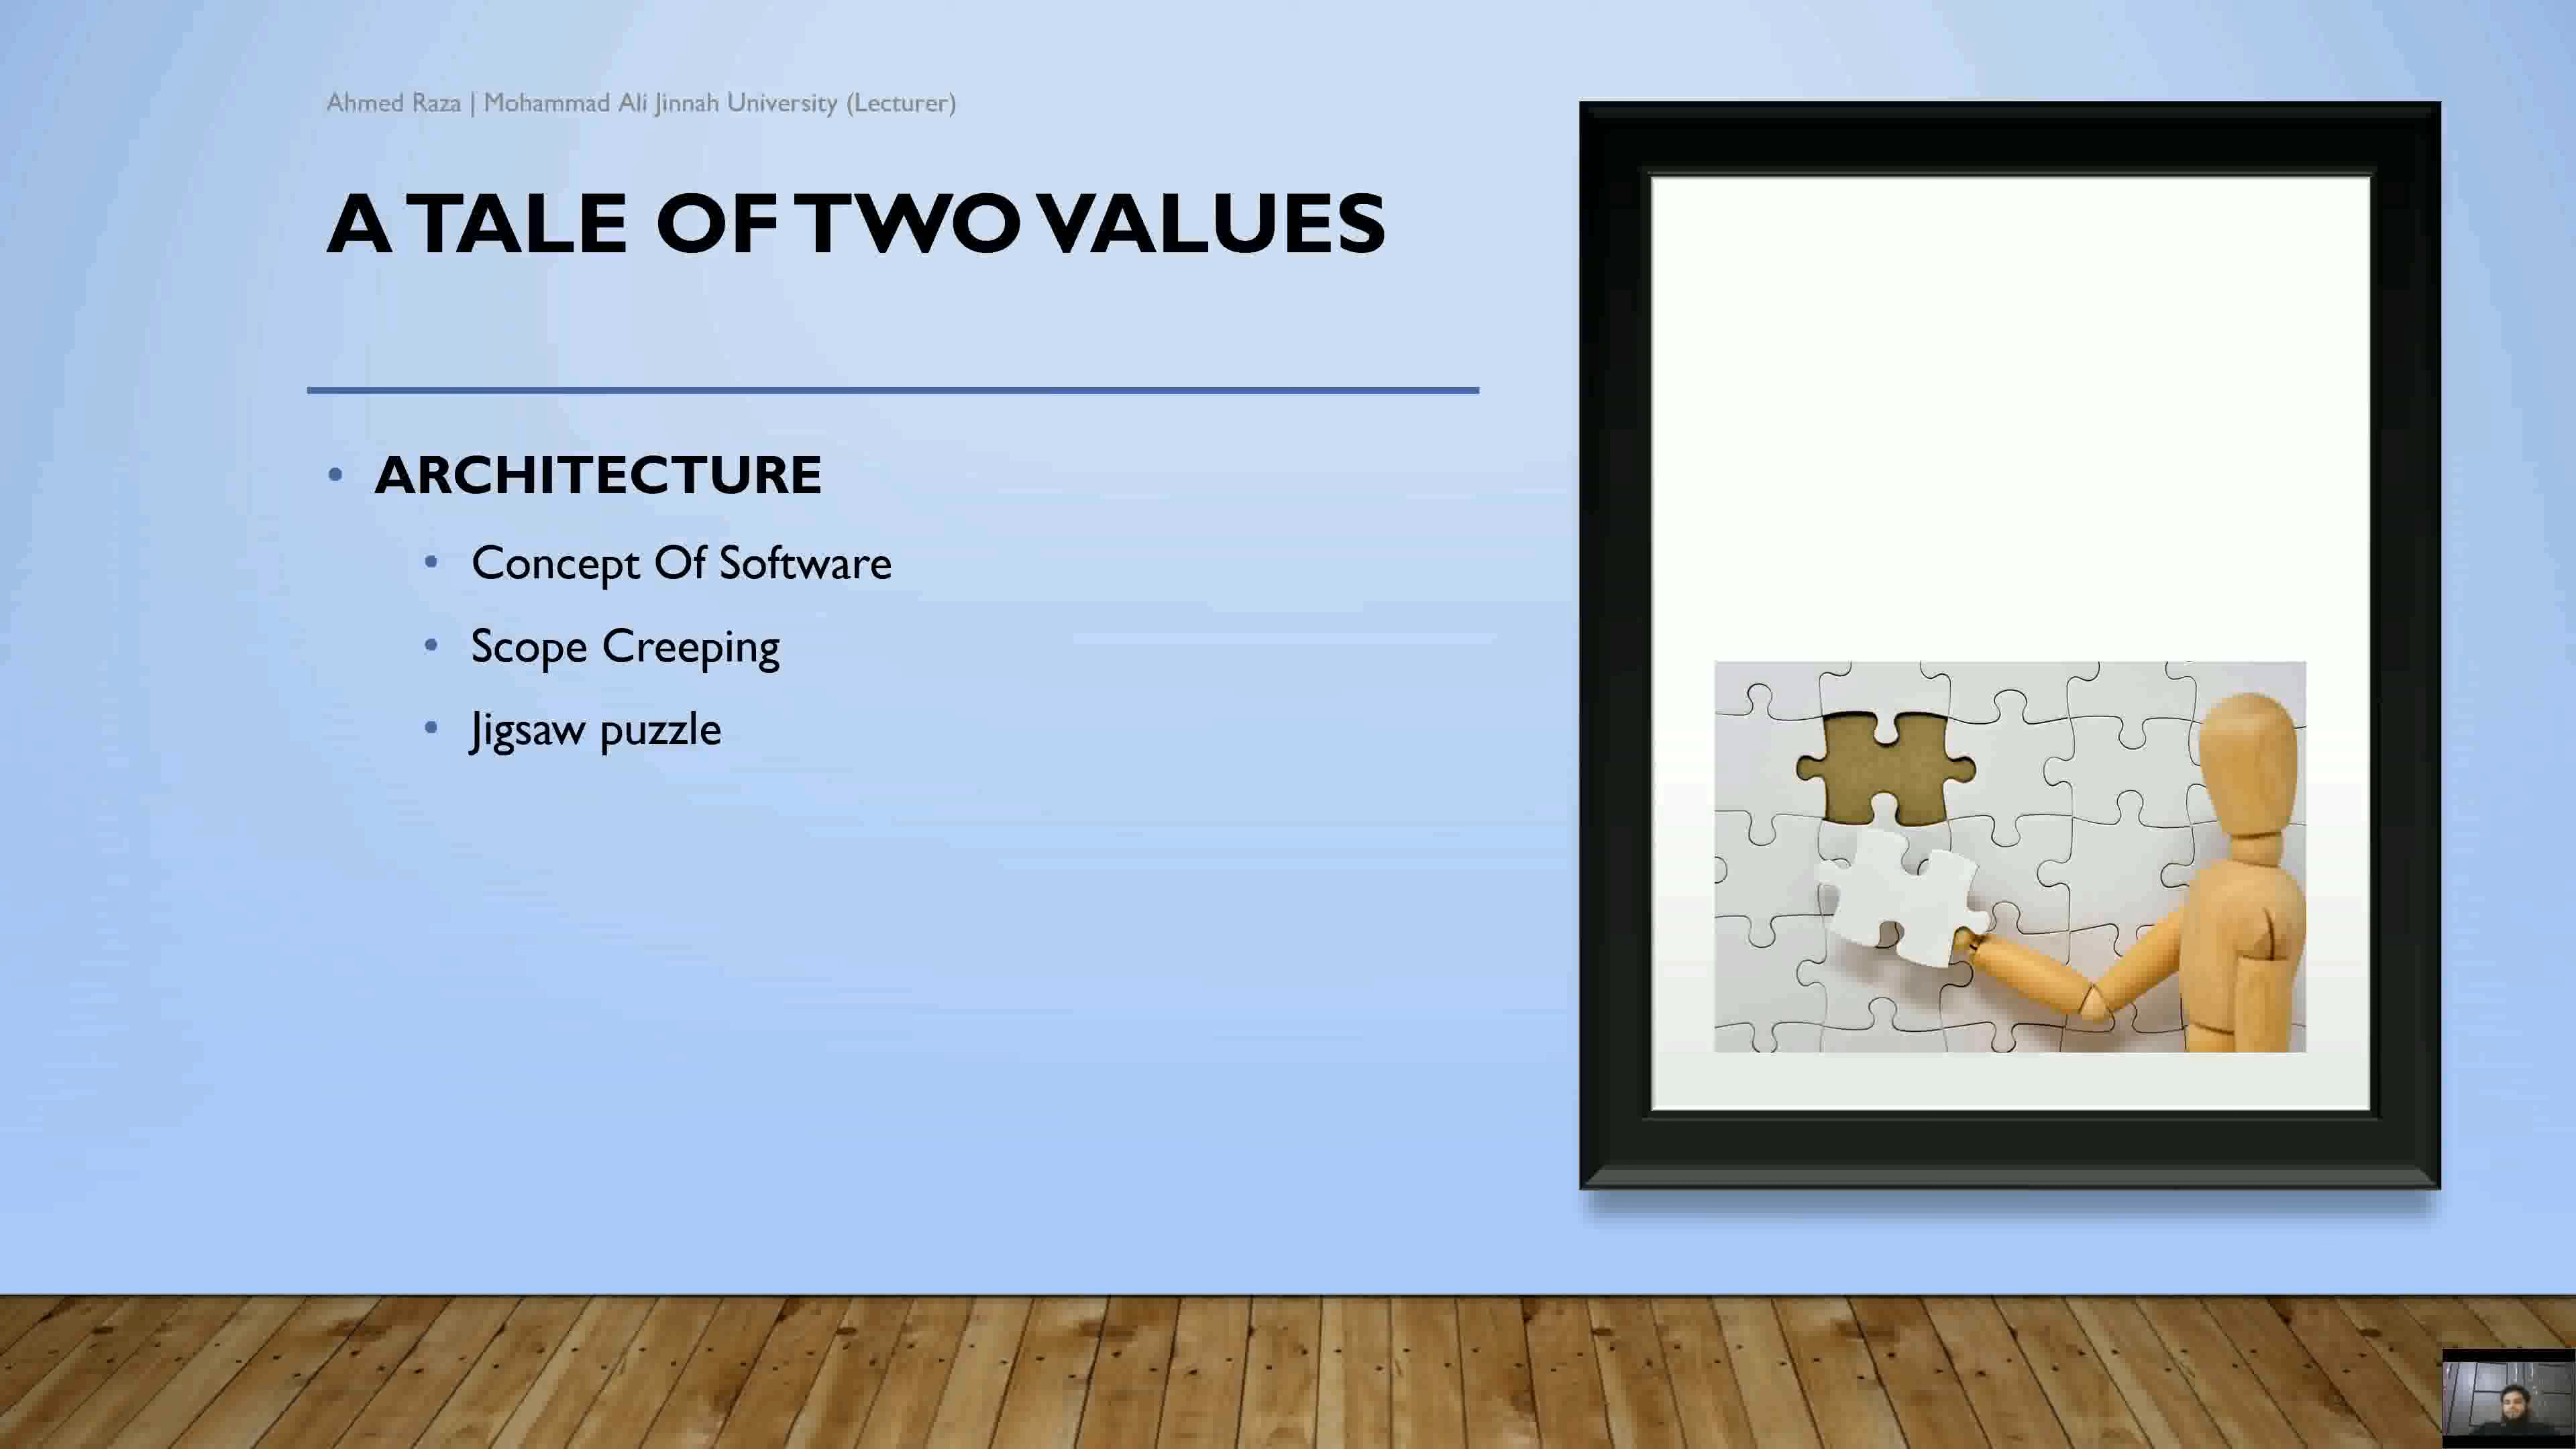 Ahmed Raza | Mohammad Ali Jinnah University (Lecturer)
A TALE OF TWO VALUES
• ARCHITECTURE
• Concept Of Software
• Scope Creeping
• Jigsaw puzzle